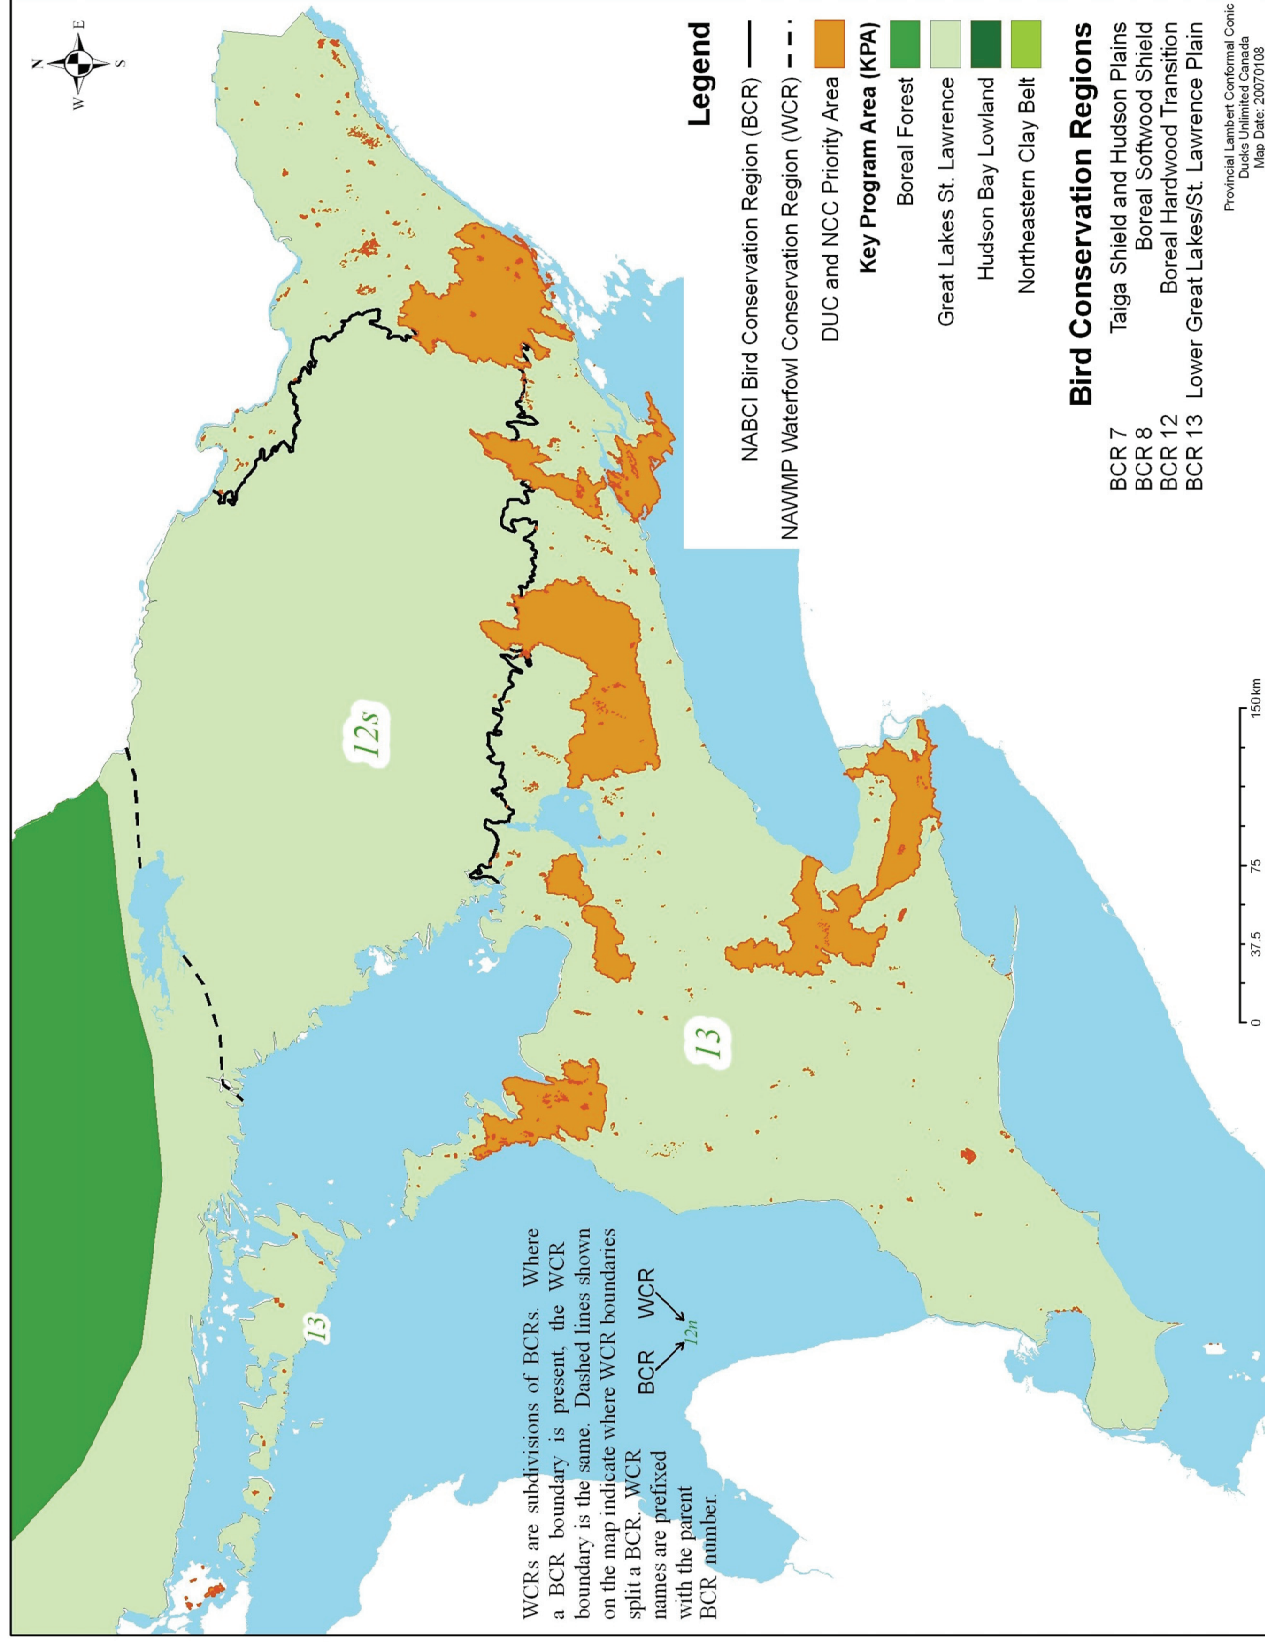 N
W
E
S
12s
13
13
WCRs are subdivisions of BCRs. Where
a BCR boundary is present, the WCR
boundary is the same. Dashed lines shown
on the map indicate where WCR boundaries
split a BCR. WCR
names are prefixed
with the parent
BCR number.
BCR WCR
12n
0 37.5 75 150 km
Legend
NABCI Bird Conservation Region (BCR)
NAWMP Waterfowl Conservation Region (WCR)
DUC and NCC Priority Area
Key Program Area (KPA)
Boreal Forest
Great Lakes St. Lawrence
Hudson Bay Lowland
Northeastern Clay Belt
Bird Conservation Regions
BCR 7 Taiga Shield and Hudson Plains
BCR 8 Boreal Softwood Shield
BCR 12 Boreal Hardwood Transition
BCR 13 Lower Great Lakes/St. Lawrence Plain
Provincial Lambert Conformal Conic
Ducks Unlimited Canada
Map Date: 20070108